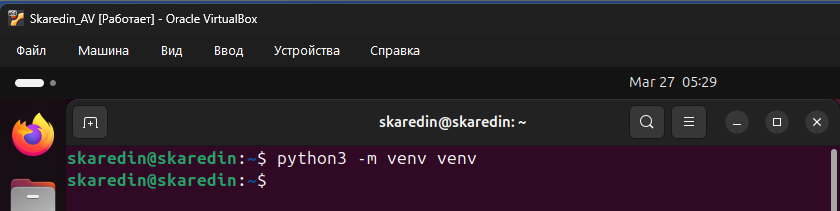 Skaredin_AV [Работает] - Oracle VirtualBox
Файл Машина Вид Ввод Устройства Справка
Mar 27 05:29
skaredin@skaredin: ~
skaredin@skaredin:~$ python3 -m venv venv
skaredin@skaredin:~$